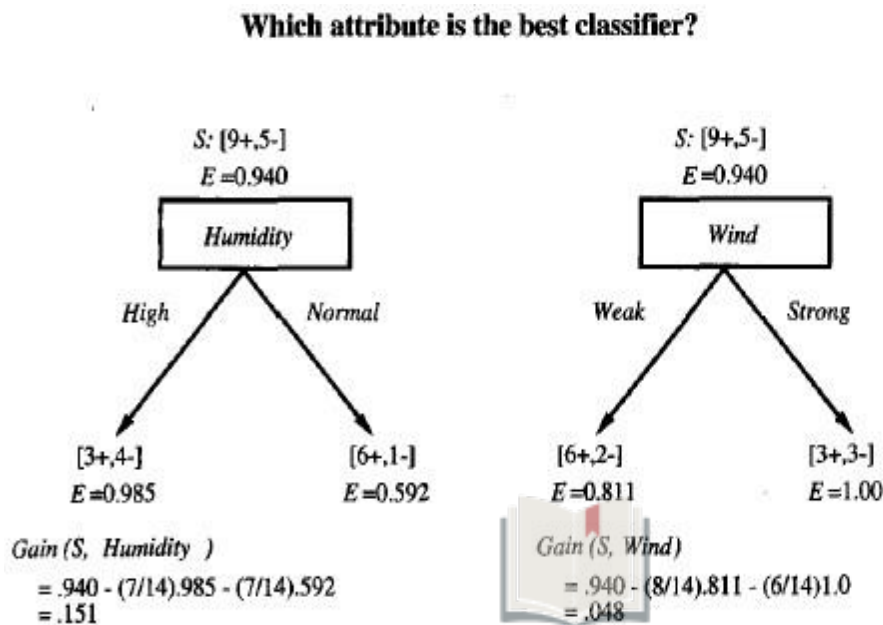 Which attribute is the best classifier?
S: [9+,5-]
E=0.940
Humidity
High
Normal
[3+,4-]
E=0.985
[6+,1-]
E=0.592
Gain (S, Humidity )
= .940 - (7/14).985 - (7/14).592
= .151
S: [9+,5-]
E=0.940
Wind
Weak
Strong
[6+,2-]
E=0.811
[3+,3-]
E=1.00
Gain (S, Wind)
= .940 - (8/14).811 - (6/14)1.0
= .048